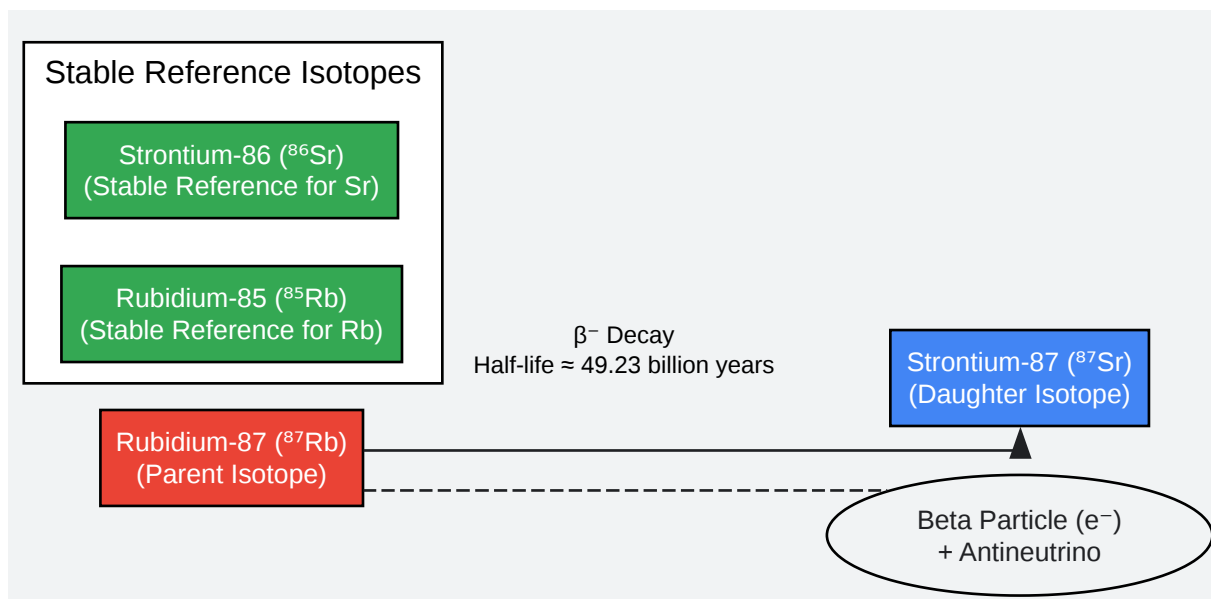 Stable Reference Isotopes
Strontium-86 (⁸⁶Sr)
(Stable Reference for Sr)
Rubidium-85 (⁸⁵Rb)
(Stable Reference for Rb)
β⁻ Decay
Half-life ≈ 49.23 billion years
Strontium-87 (⁸⁷Sr)
(Daughter Isotope)
Rubidium-87 (⁸⁷Rb)
(Parent Isotope)
Beta Particle (e⁻)
+ Antineutrino